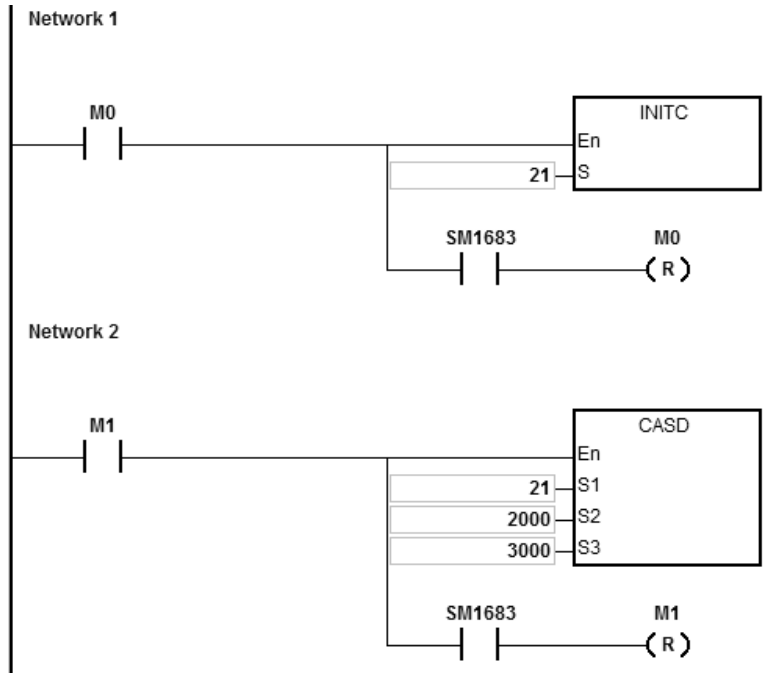 Network 1
M0
INITC
En
21 S
SM1683 M0
R
Network 2
M1
CASD
En
21 S1
2000 S2
3000 S3
SM1683 M1
R